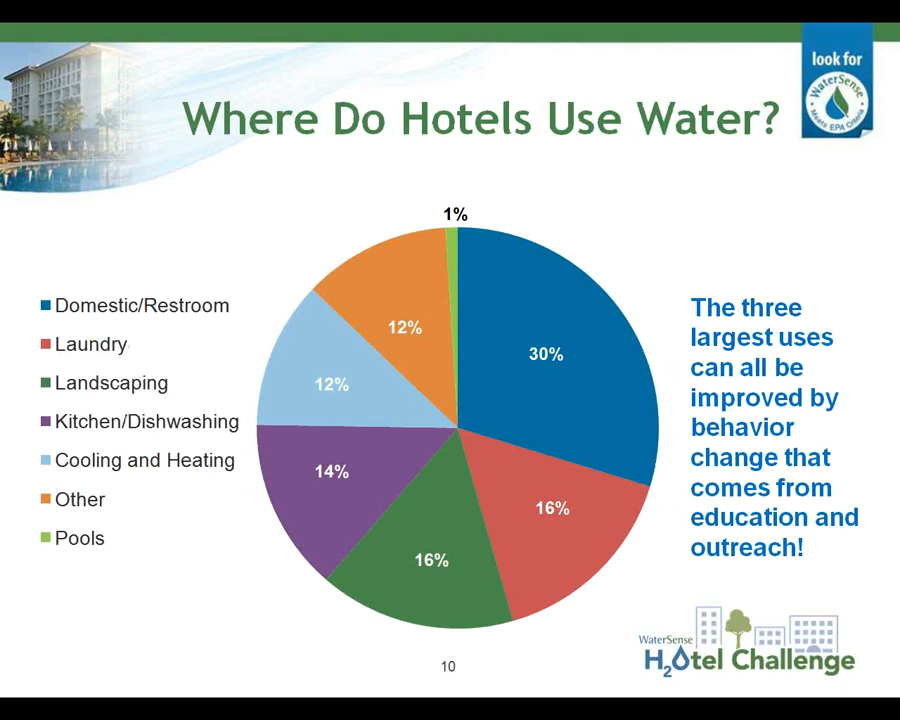 look for
WaterSense
Meets EPA Criteria
Where Do Hotels Use Water?
1%
30%
16%
16%
14%
12%
12%
Domestic/Restroom
Laundry
Landscaping
Kitchen/Dishwashing
Cooling and Heating
Other
Pools
The three
largest uses
can all be
improved by
behavior
change that
comes from
education and
outreach!
WaterSense
H2Otel Challenge
10